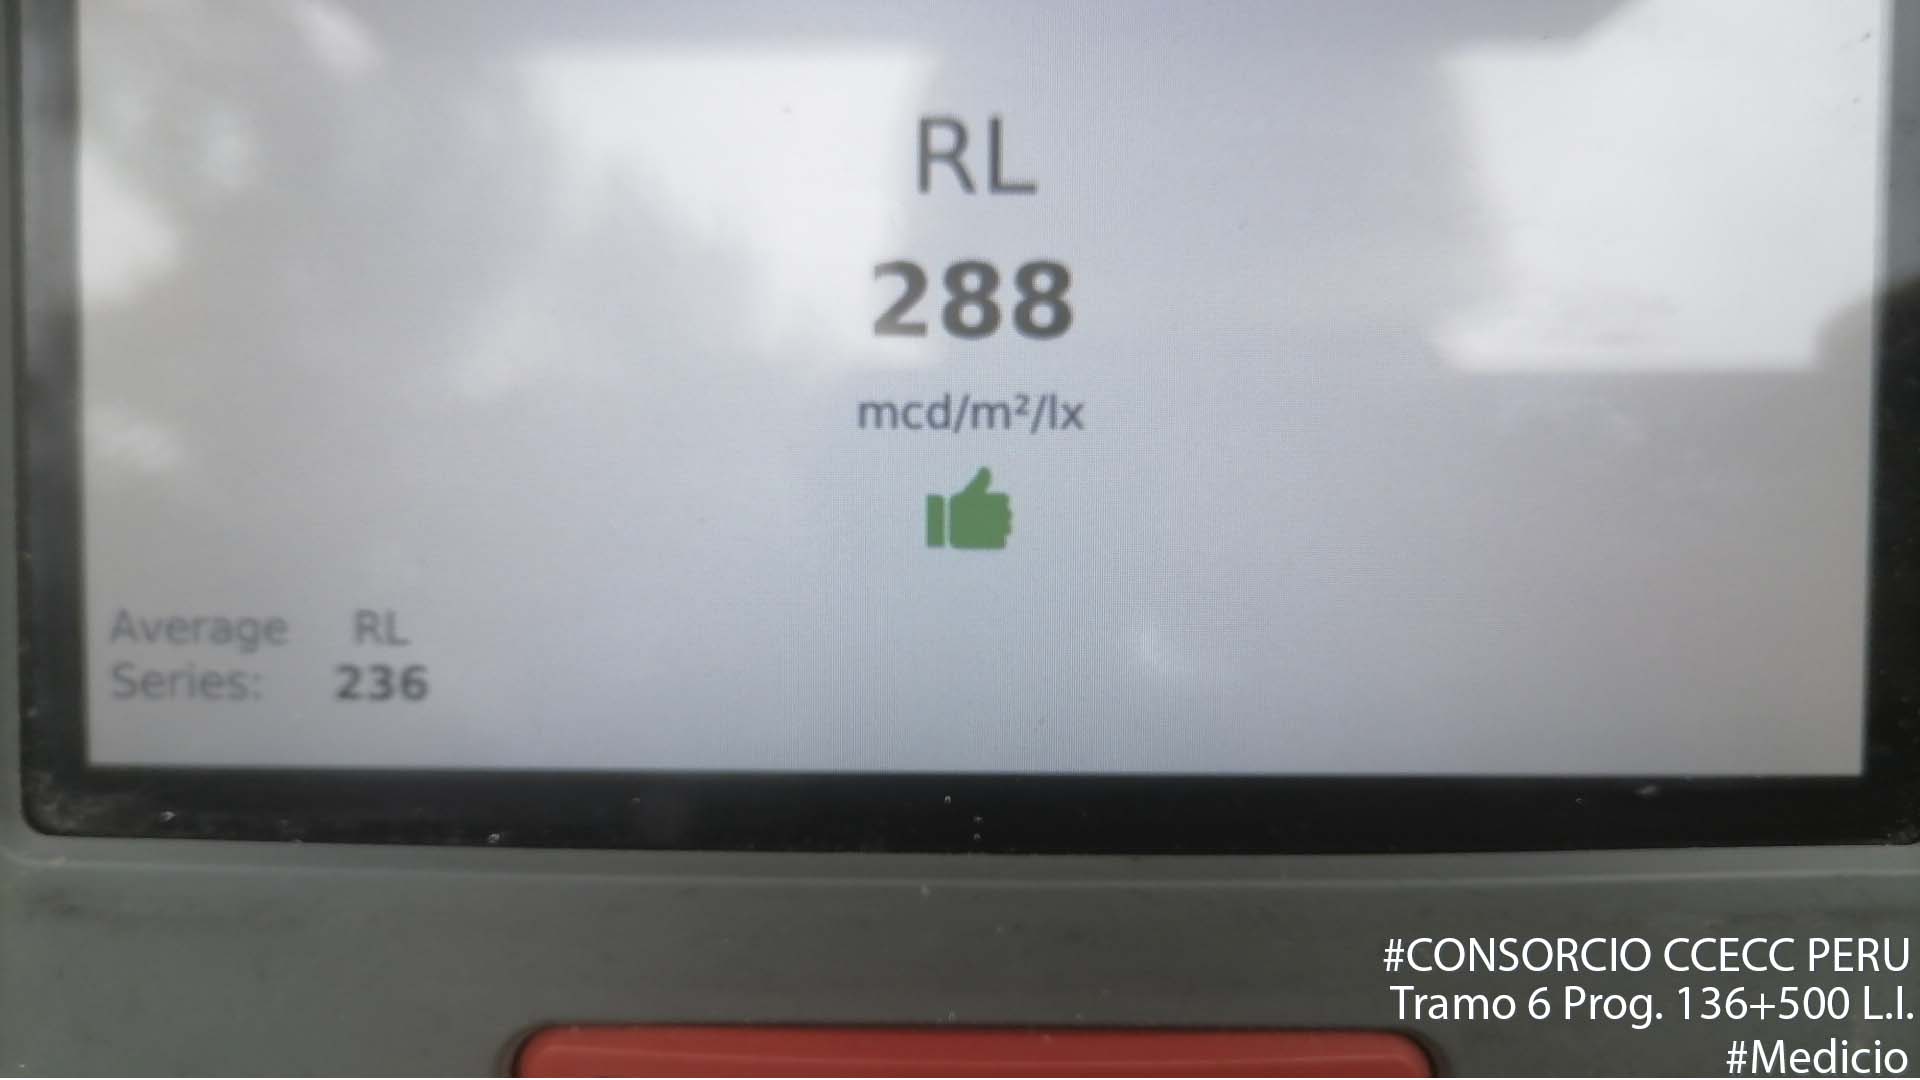 RL
288
mcd/m²/lx
Average RL
Series: 236
#CONSORCIO CCECC PERU
Tramo 6 Prog. 136+500 L.I.
#Medicio